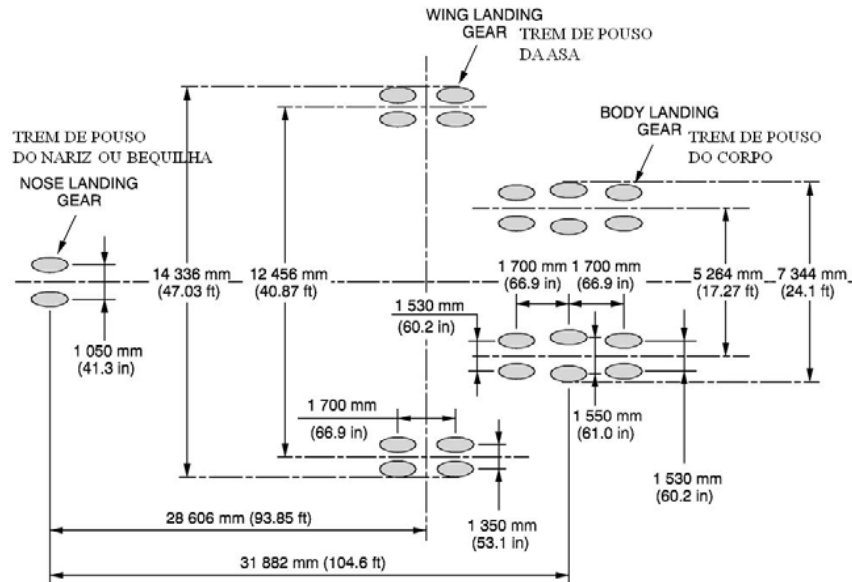 WING LANDING
GEAR
TREM DE POUSO
DA ASA
BODY LANDING
GEAR
TREM DE POUSO
DO CORPO
TREM DE POUSO
DO NARIZ OU BEQUILHA
NOSE LANDING
GEAR
14 336 mm
(47.03 ft)
12 456 mm
(40.87 ft)
1 700 mm
(66.9 in)
1 700 mm
(66.9 in)
5 264 mm
(17.27 ft)
7 344 mm
(24.1 ft)
1 530 mm
(60.2 in)
1 050 mm
(41.3 in)
1 700 mm
(66.9 in)
1 550 mm
(61.0 in)
1 530 mm
(60.2 in)
28 606 mm (93.85 ft)
1 350 mm
(53.1 in)
31 882 mm (104.6 ft)